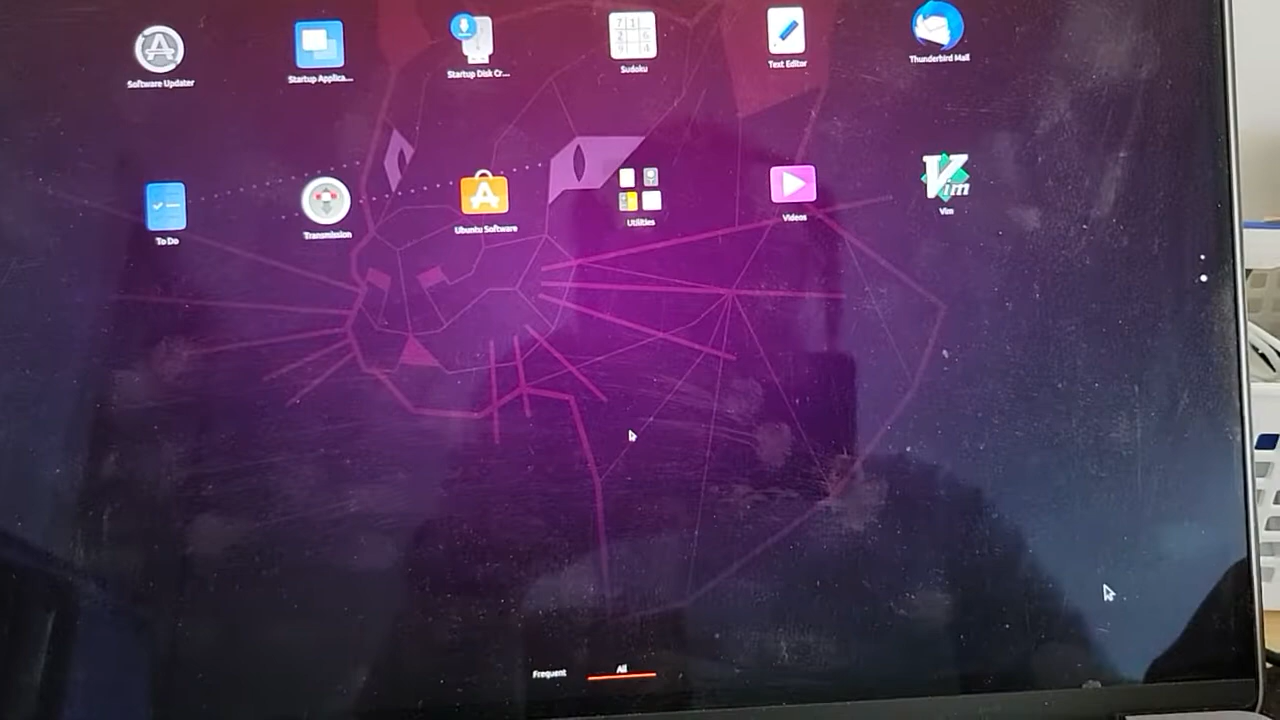 Software Updater
Startup Applica...
Startup Disk Cr...
Sudoku
Text Editor
Thunderbird Mail
To Do
Transmission
Ubuntu Software
Utilities
Videos
Vim
Frequent
All